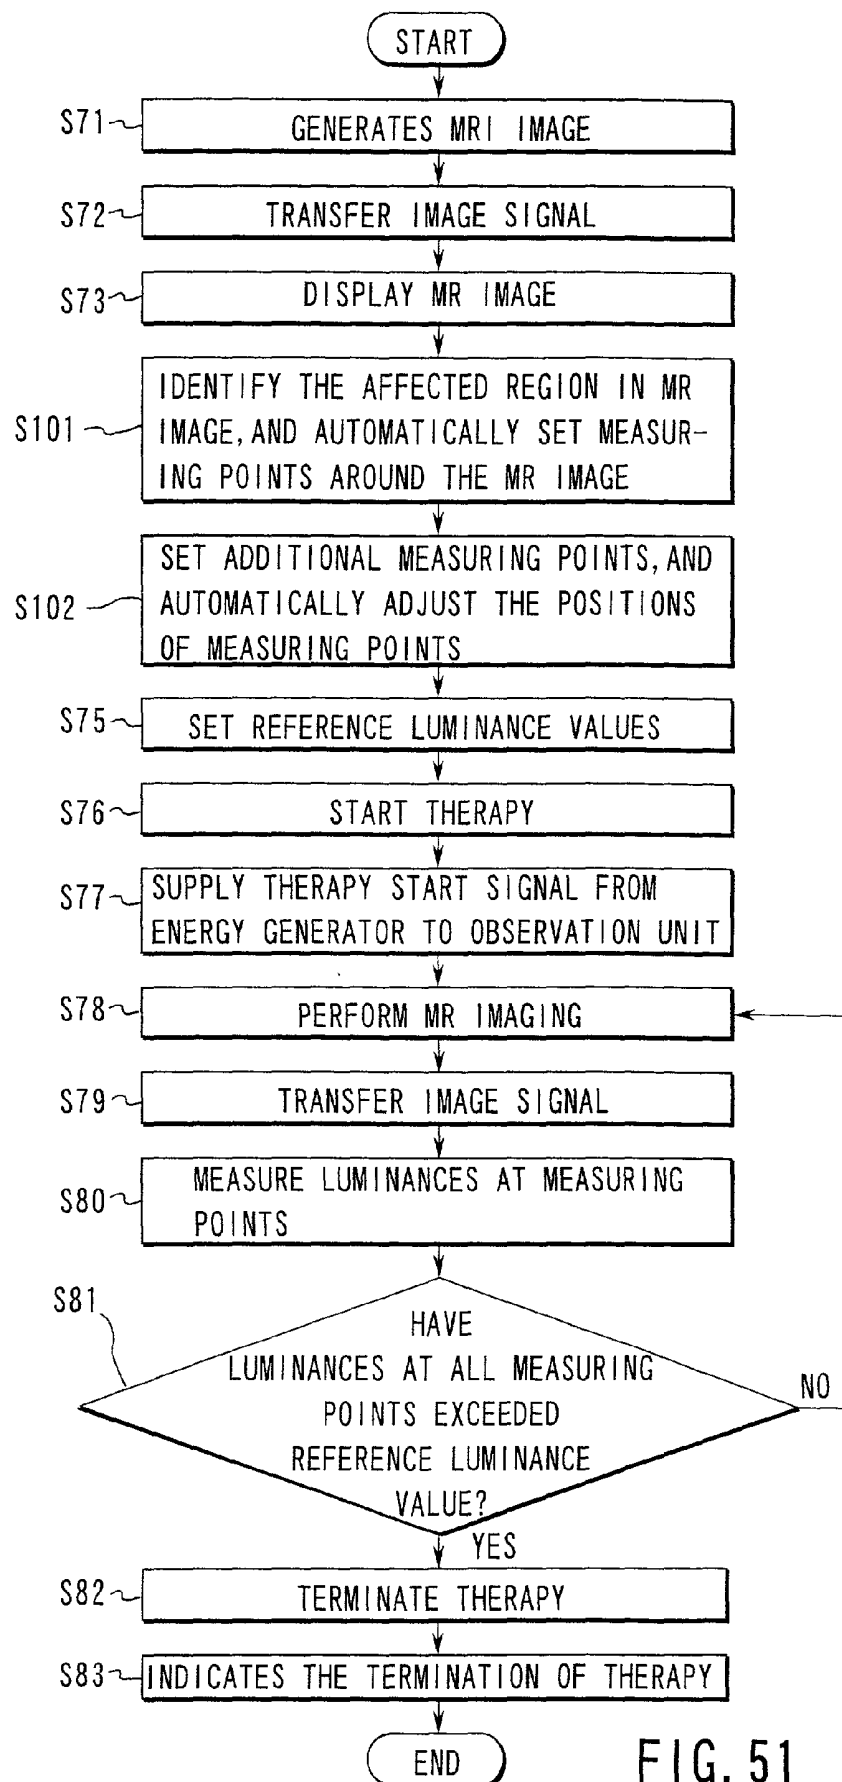 START
S71
GENERATES MRI IMAGE
S72
TRANSFER IMAGE SIGNAL
S73
DISPLAY MR IMAGE
S101
IDENTIFY THE AFFECTED REGION IN MR
IMAGE, AND AUTOMATICALLY SET MEASUR-
ING POINTS AROUND THE MR IMAGE
S102
SET ADDITIONAL MEASURING POINTS, AND
AUTOMATICALLY ADJUST THE POSITIONS
OF MEASURING POINTS
S75
SET REFERENCE LUMINANCE VALUES
S76
START THERAPY
S77
SUPPLY THERAPY START SIGNAL FROM
ENERGY GENERATOR TO OBSERVATION UNIT
S78
PERFORM MR IMAGING
S79
TRANSFER IMAGE SIGNAL
S80
MEASURE LUMINANCES AT MEASURING
POINTS
S81
HAVE
LUMINANCES AT ALL MEASURING
POINTS EXCEEDED
REFERENCE LUMINANCE
VALUE?
NO
YES
S82
TERMINATE THERAPY
S83
INDICATES THE TERMINATION OF THERAPY
END
FIG. 51